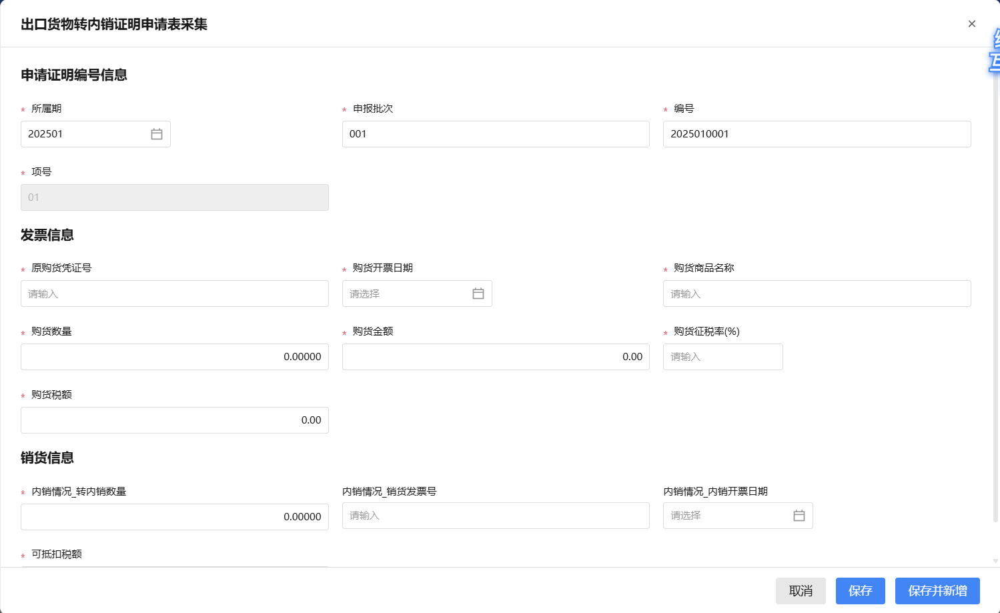 出口货物转内销证明申请表采集
申请证明编号信息
* 所属期
* 申报批次
* 编号
202501
001
2025010001
* 项号
01
发票信息
* 原购货凭证号
* 购货开票日期
* 购货商品名称
请输入
请选择
请输入
* 购货数量
* 购货金额
* 购货征税率(%)
0.00000
0.00
请输入
* 购货税额
0.00
销货信息
* 内销情况_转内销数量
内销情况_销货发票号
内销情况_内销开票日期
0.00000
请输入
请选择
* 可抵扣税额
取消
保存
保存并新增